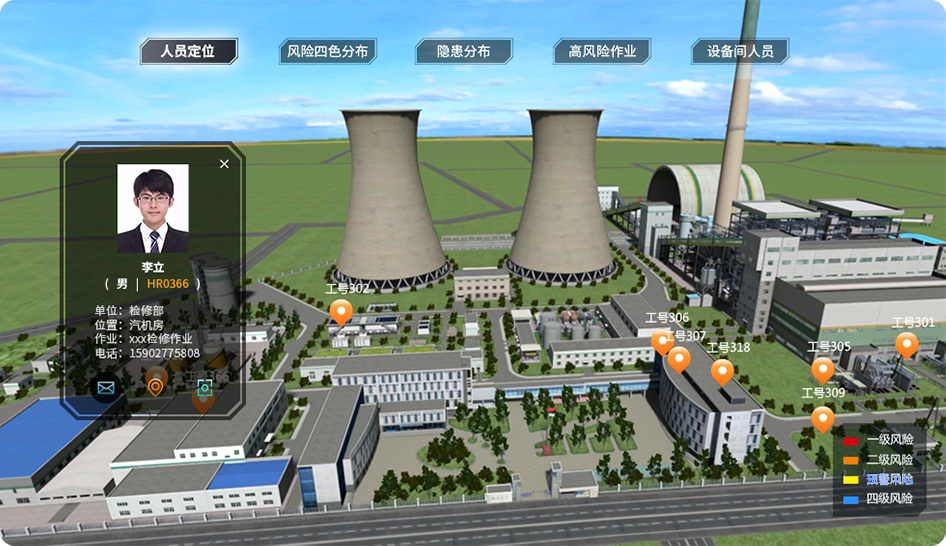 人员定位
风险四色分布
隐患分布
高风险作业
设备间人员
李立
( 男 | HR0366 )
单位：检修部
位置：汽机房
作业：xxx检修作业
电话：15902775808
工号366
工号302
工号306
工号307
工号318
工号301
工号305
工号309
一级风险
二级风险
四级风险